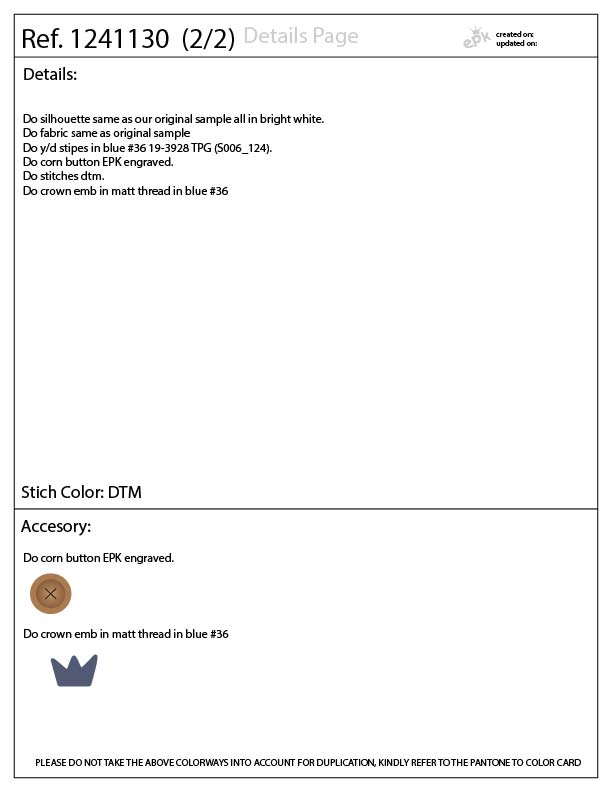 Ref. 1241130 (2/2) Details Page
epk
created on:
updated on:
Details:
Do silhouette same as our original sample all in bright white.
Do fabric same as original sample
Do y/d stipes in blue #36 19-3928 TPG (S006_124).
Do corn button EPK engraved.
Do stitches dtm.
Do crown emb in matt thread in blue #36
Stich Color: DTM
Accesory:
Do corn button EPK engraved.
Do crown emb in matt thread in blue #36
PLEASE DO NOT TAKE THE ABOVE COLORWAYS INTO ACCOUNT FOR DUPLICATION, KINDLY REFER TO THE PANTONE TO COLOR CARD